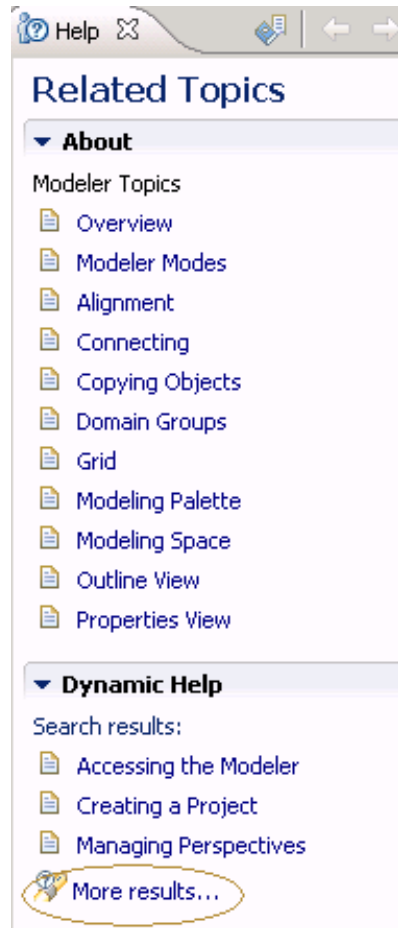 Help
Related Topics
About
Modeler Topics
Overview
Modeler Modes
Alignment
Connecting
Copying Objects
Domain Groups
Grid
Modeling Palette
Modeling Space
Outline View
Properties View
Dynamic Help
Search results:
Accessing the Modeler
Creating a Project
Managing Perspectives
More results...